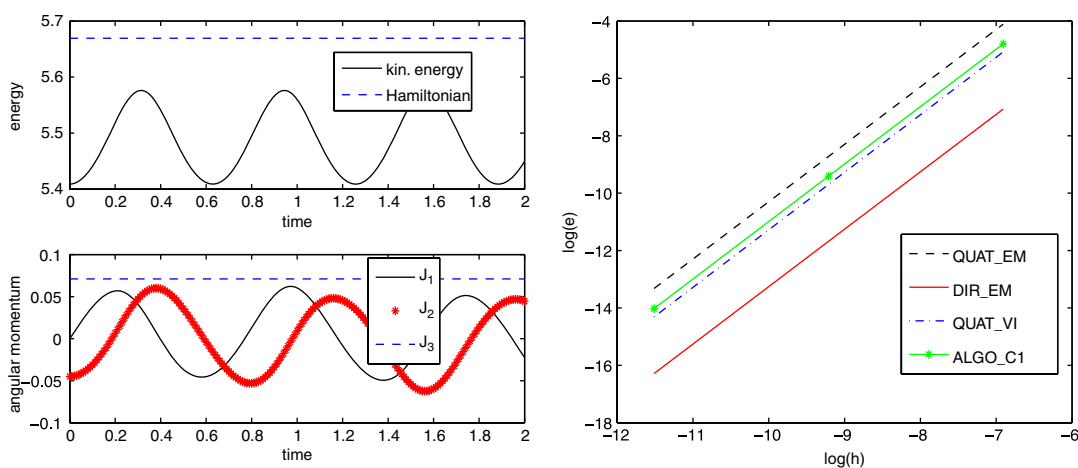 5.7
5.6
5.5
5.4
energy
kin. energy
Hamiltonian
0 0.2 0.4 0.6 0.8 1 1.2 1.4 1.6 1.8 2
time
0.1
0.05
0
−0.05
−0.1
angular momentum
J1
J2
J3
0 0.2 0.4 0.6 0.8 1 1.2 1.4 1.6 1.8 2
time
−4
−6
−8
−10
−12
−14
−16
−18
log(e)
QUAT_EM
DIR_EM
QUAT_VI
ALGO_C1
−12 −11 −10 −9 −8 −7 −6
log(h)